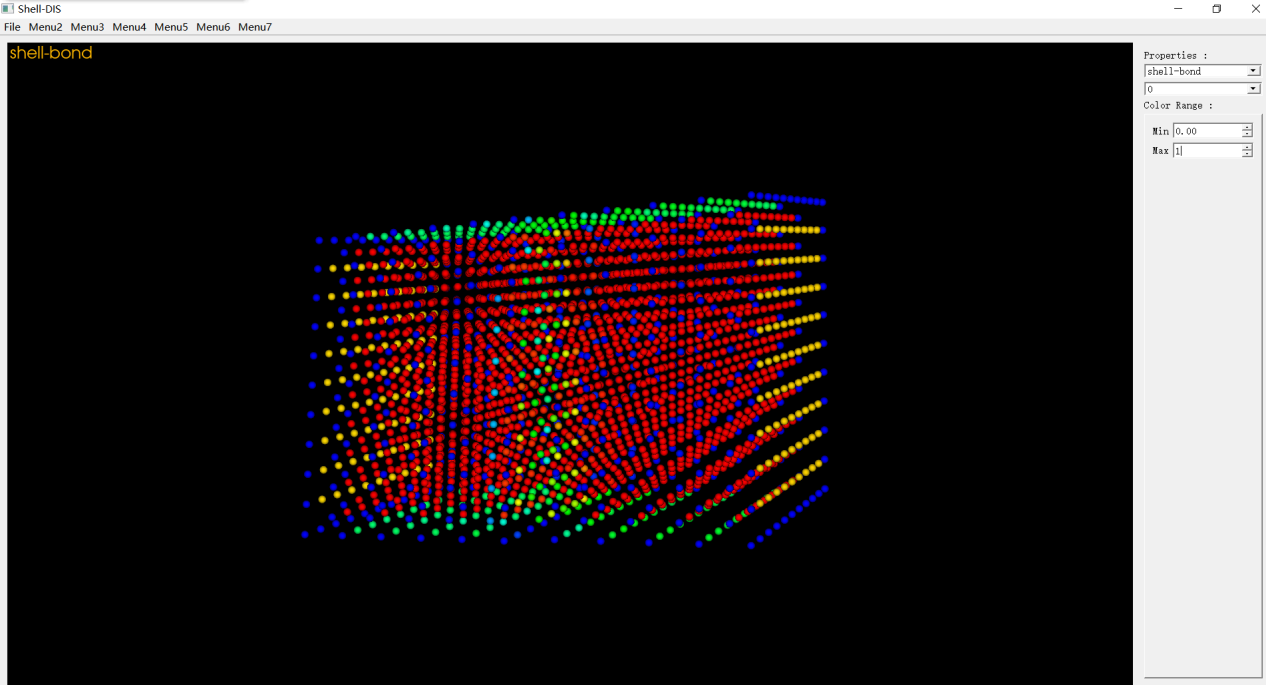 Shell-DIS
File Menu2 Menu3 Menu4 Menu5 Menu6 Menu7
shell-bond
Properties :
shell-bond
0
Color Range :
Min 0.00
Max 1